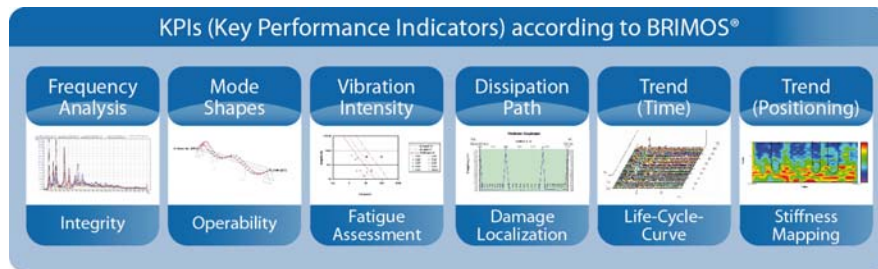 KPIs (Key Performance Indicators) according to BRIMOS®
Frequency
Analysis
Mode
Shapes
Vibration
Intensity
Dissipation
Path
Trend
(Time)
Trend
(Positioning)
Integrity
Operability
Fatigue
Assessment
Damage
Localization
Life-Cycle-
Curve
Stiffness
Mapping